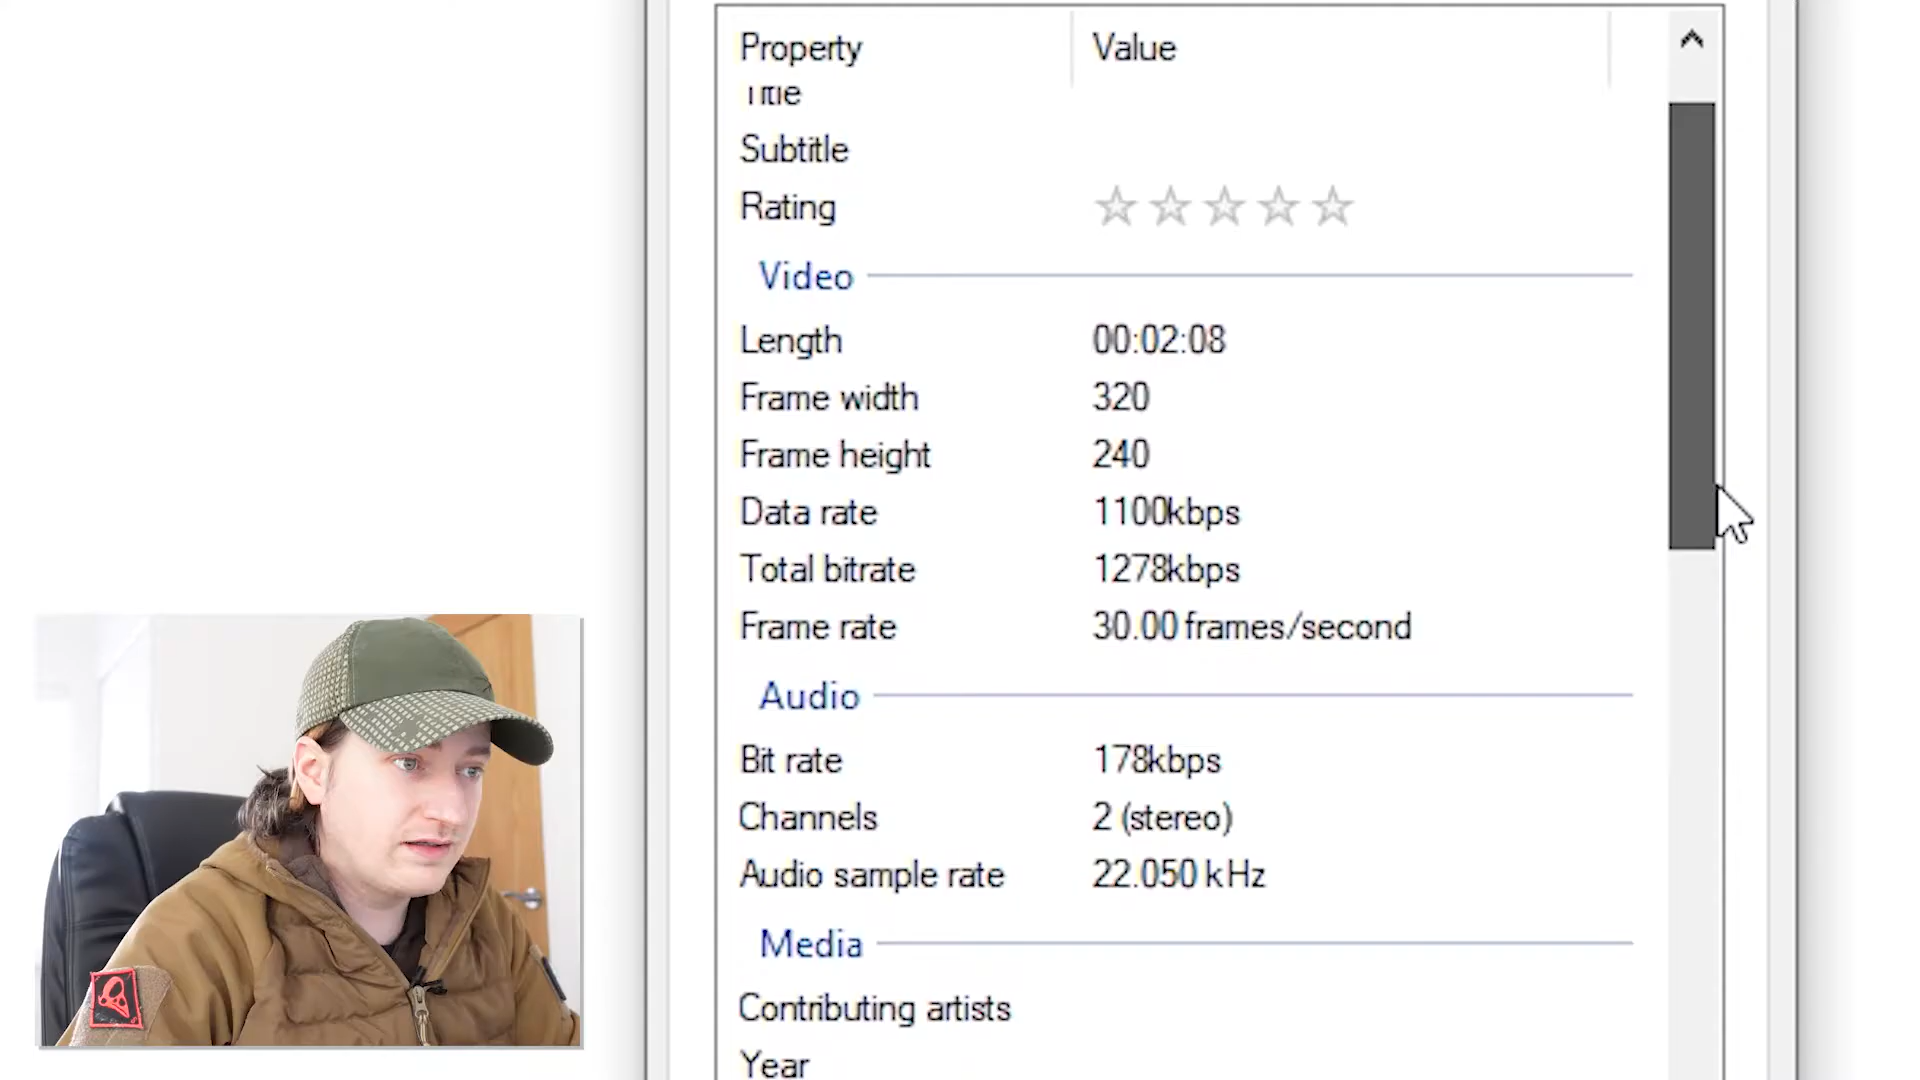 Property Value
Title
Subtitle
Rating
Video
Length 00:02:08
Frame width 320
Frame height 240
Data rate 1100kbps
Total bitrate 1278kbps
Frame rate 30.00 frames/second
Audio
Bit rate 178kbps
Channels 2 (stereo)
Audio sample rate 22.050 kHz
Media
Contributing artists
Year